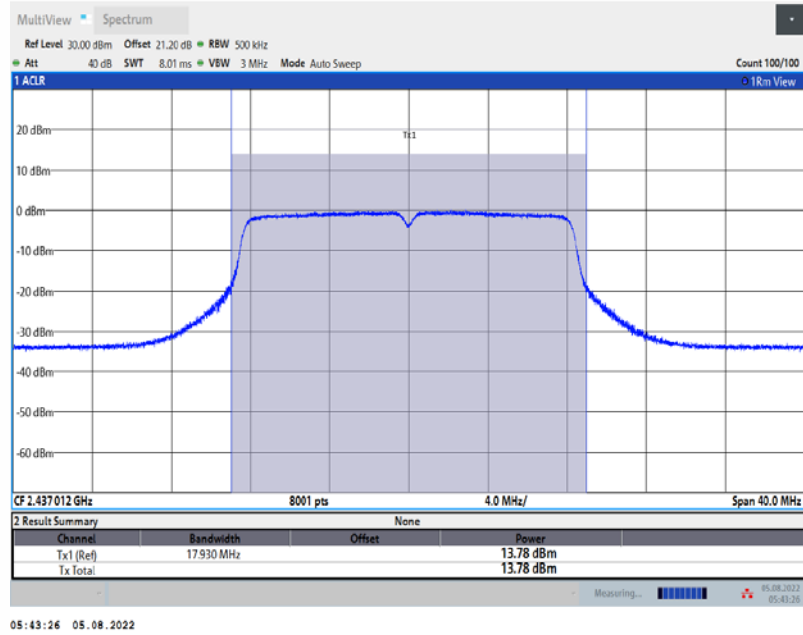 MultiView Spectrum
Ref Level 30.00 dBm Offset 21.20 dB RBW 500 kHz
Att 40 dB SWT 8.01 ms VBW 3 MHz Mode Auto Sweep Count 100/100
1 ACLR 1Rm View
Tx1
20 dBm
10 dBm
0 dBm
-10 dBm
-20 dBm
-30 dBm
-40 dBm
-50 dBm
-60 dBm
CF 2.437012 GHz 8001 pts 4.0 MHz/ Span 40.0 MHz
2 Result Summary None
Channel Bandwidth Offset Power
Tx1 (Ref) 17.930 MHz 13.78 dBm
Tx Total 13.78 dBm
Measuring... 05.08.2022
05:43:26
05:43:26 05.08.2022